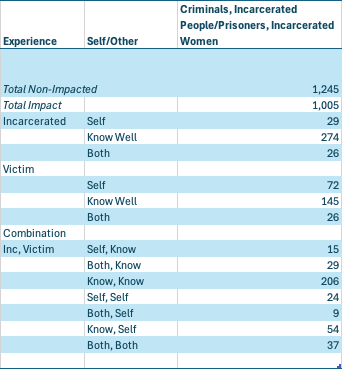 Criminals, Incarcerated
People/Prisoners, Incarcerated
Experience Self/Other Women
Total Non-Impacted 1,245
Total Impact 1,005
Incarcerated Self 29
Know Well 274
Both 26
Victim
Self 72
Know Well 145
Both 26
Combination
Inc, Victim Self, Know 15
Both, Know 29
Know, Know 206
Self, Self 24
Both, Self 9
Know, Self 54
Both, Both 37